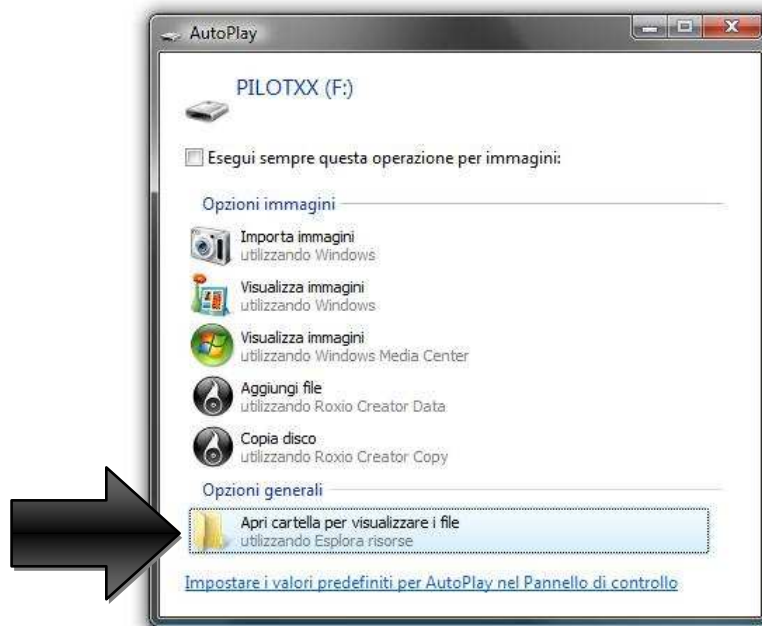 AutoPlay
PILOTXX (F:)
Esegui sempre questa operazione per immagini:
Opzioni immagini
Importa immagini
utilizzando Windows
Visualizza immagini
utilizzando Windows
Visualizza immagini
utilizzando Windows Media Center
Aggiungi file
utilizzando Roxio Creator Data
Copia disco
utilizzando Roxio Creator Copy
Opzioni generali
Apri cartella per visualizzare i file
utilizzando Esplora risorse
Impostare i valori predefiniti per AutoPlay nel Pannello di controllo